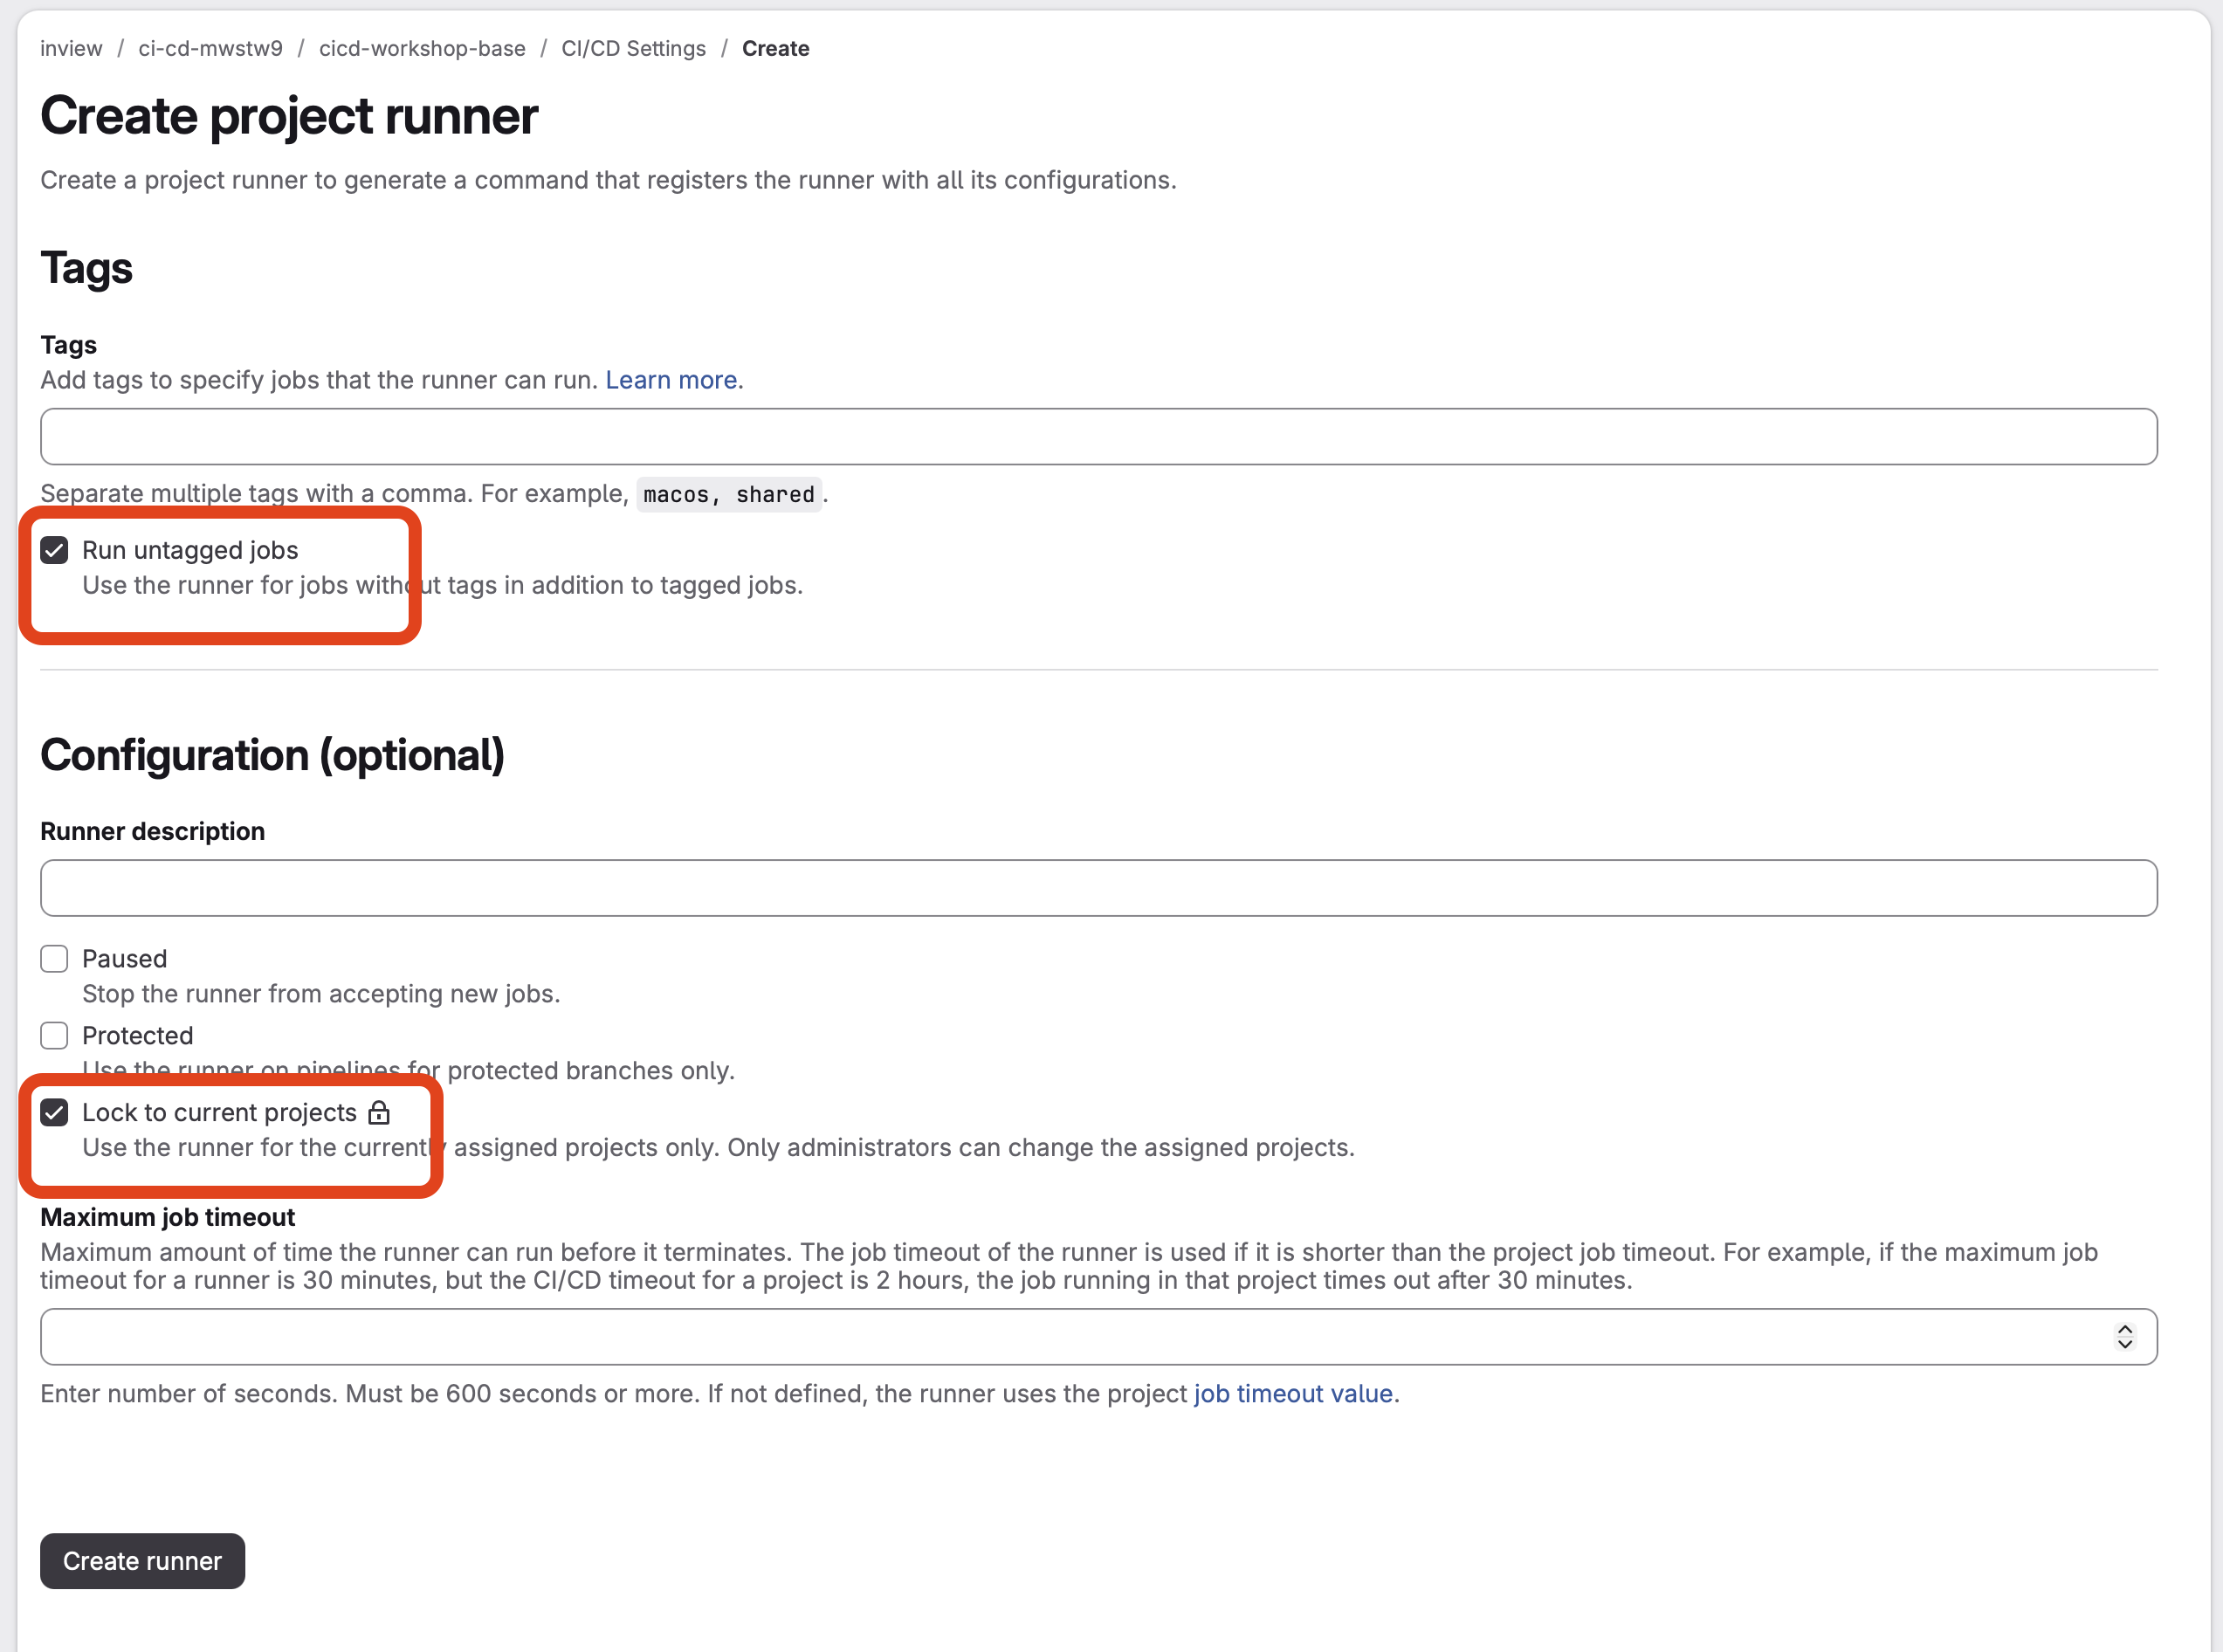 inview / ci-cd-mwstw9 / cicd-workshop-base / CI/CD Settings / Create
Create project runner
Create a project runner to generate a command that registers the runner with all its configurations.
Tags
Tags
Add tags to specify jobs that the runner can run. Learn more.
Separate multiple tags with a comma. For example, macos, shared.
Run untagged jobs
Use the runner for jobs without tags in addition to tagged jobs.
Configuration (optional)
Runner description
Paused
Stop the runner from accepting new jobs.
Protected
Use the runner on pipelines for protected branches only.
Lock to current projects
Use the runner for the currently assigned projects only. Only administrators can change the assigned projects.
Maximum job timeout
Maximum amount of time the runner can run before it terminates. The job timeout of the runner is used if it is shorter than the project job timeout. For example, if the maximum job
timeout for a runner is 30 minutes, but the CI/CD timeout for a project is 2 hours, the job running in that project times out after 30 minutes.
Enter number of seconds. Must be 600 seconds or more. If not defined, the runner uses the project job timeout value.
Create runner